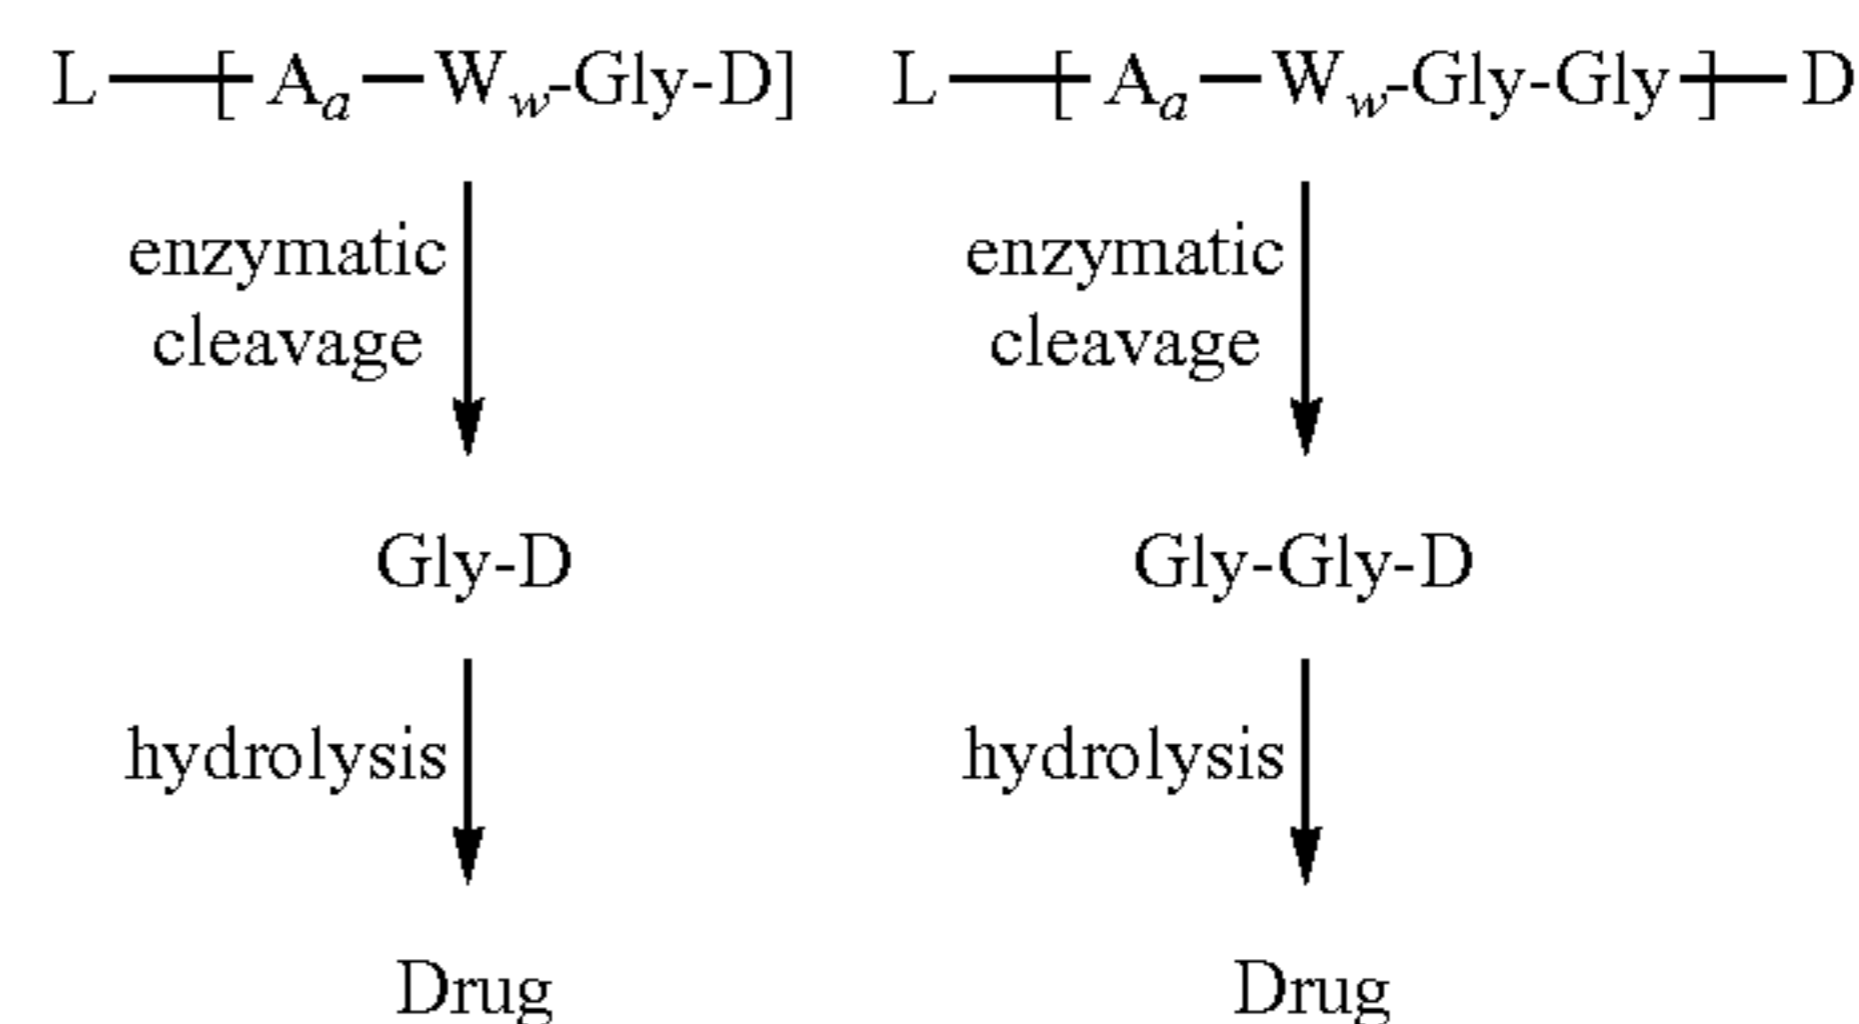 L—[ Aa—Ww-Gly-D] L—[ Aa—Ww-Gly-Gly ]—D
enzymatic
cleavage
enzymatic
cleavage
Gly-D
Gly-Gly-D
hydrolysis
hydrolysis
Drug
Drug